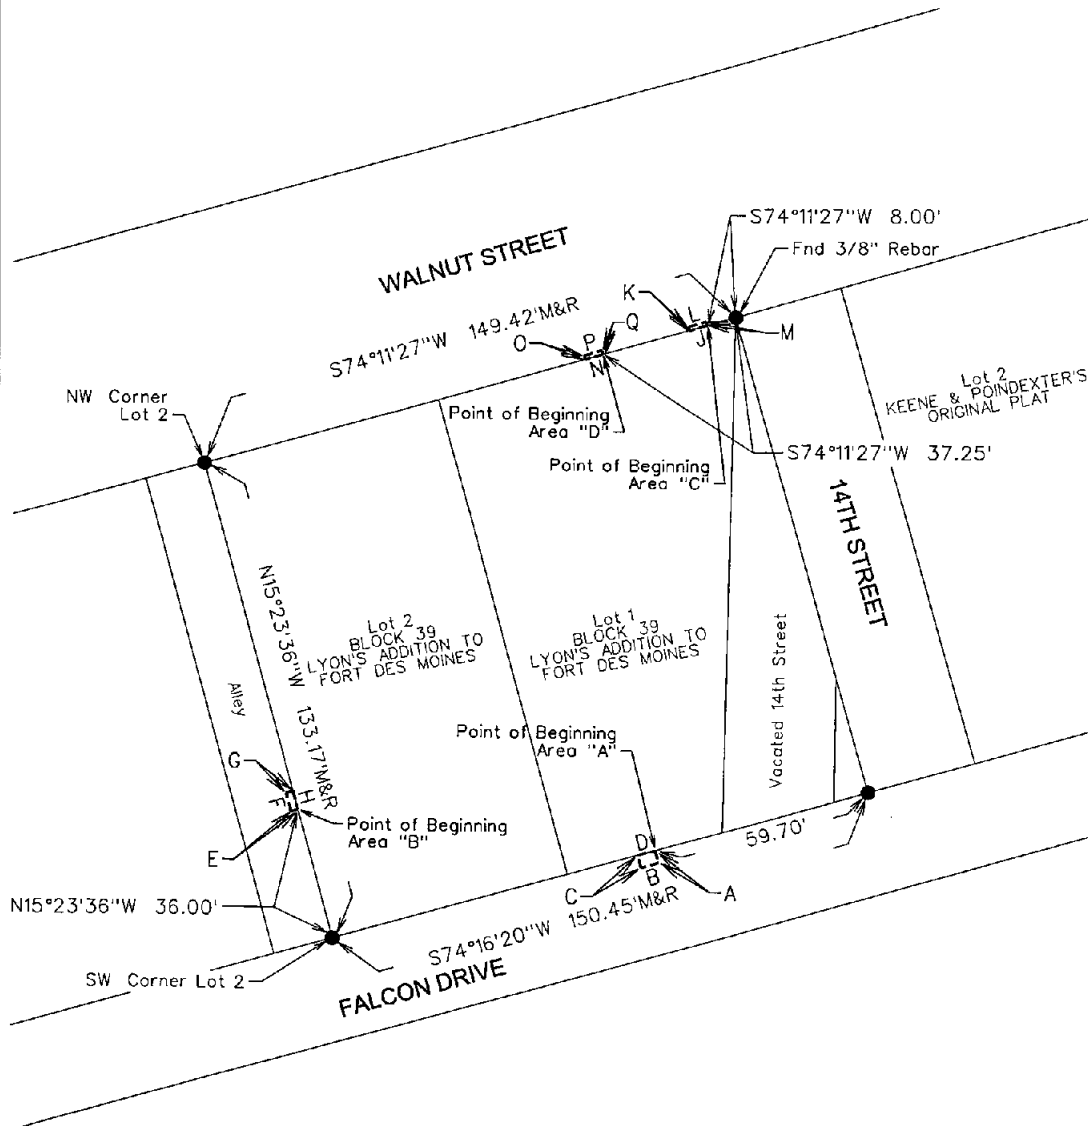 S74°11'27"W 8.00'
Fnd 3/8" Rebar
WALNUT STREET
K
L
J
M
S74°11'27"W 149.42'M&R
O
P
Q
N
NW Corner
Lot 2
Point of Beginning
Area "D"
Lot 2
KEENE & POINDEXTER'S
ORIGINAL PLAT
S74°11'27"W 37.25'
Point of Beginning
Area "C"
14TH STREET
N15°23'36"W 133.17'M&R
Lot 2
BLOCK 39
LYON'S ADDITION TO
FORT DES MOINES
Lot 1
BLOCK 39
LYON'S ADDITION TO
FORT DES MOINES
Vacated 14th Street
Alley
Point of Beginning
Area "A"
G
F
H
E
Point of Beginning
Area "B"
59.70'
D
B
C
A
N15°23'36"W 36.00'
S74°16'20"W 150.45'M&R
SW Corner Lot 2
FALCON DRIVE